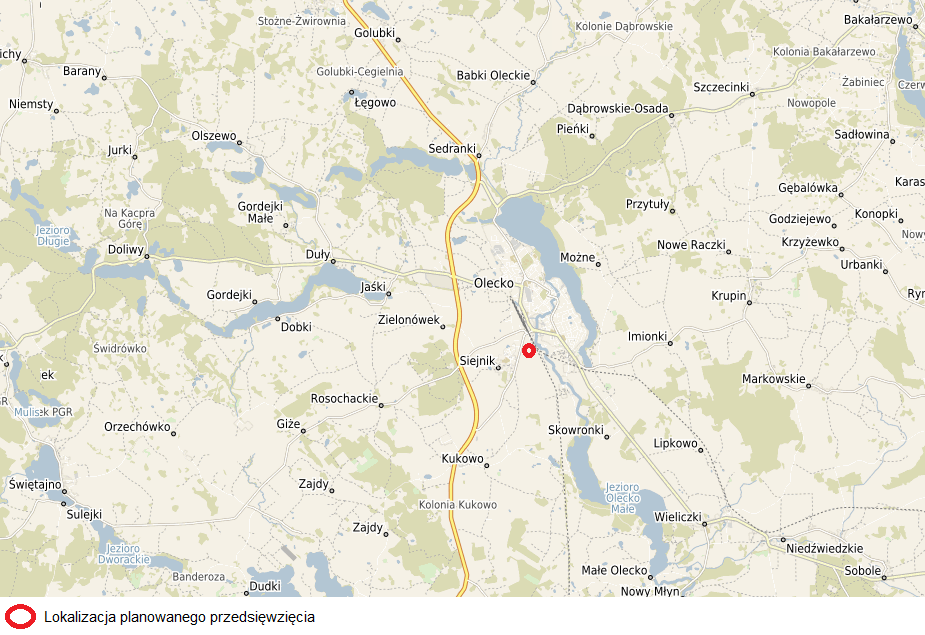 Bakałarzewo
Stożne-Żwirownia
Kolonie Dąbrowskie
Golubki
ichy
Kolonia Bakałarzewo
Barany
Golubki-Cegielnia
Babki Oleckie
Żabiniec
Czerw
Szczecinki
Niemsty
Łęgowo
Nowopole
Dąbrowskie-Osada
Pieńki
Olszewo
Sadłowina
Jurki
Sedranki
Karas
Gębalówka
Gordejki
Małe
Przytuły
Na Kacpra
Górę
Godziejewo
Konopki
Jezioro
Długie
Nowy
Nowe Raczki
Krzyżewko
Doliwy
Duły
Możne
Urbanki
Olecko
Jaśki
Gordejki
Krupin
Ryn
Zielonówek
Dobki
Imionki
Świdrówko
k
Siejnik
ek
Markowskie
Rosochackie
GR
Mulisk PGR
Orzechówko
Giże
Skowronki
Lipkowo
Kukowo
Świętajno
Zajdy
Jezioro
Olecko
Małe
Kolonia Kukowo
Sulejki
Wieliczki
Zajdy
Jezioro
Dworackie
Niedźwiedzkie
Banderoza
Małe Olecko
Sobole
Dudki
Nowy Młyn
Lokalizacja planowanego przedsięwzięcia